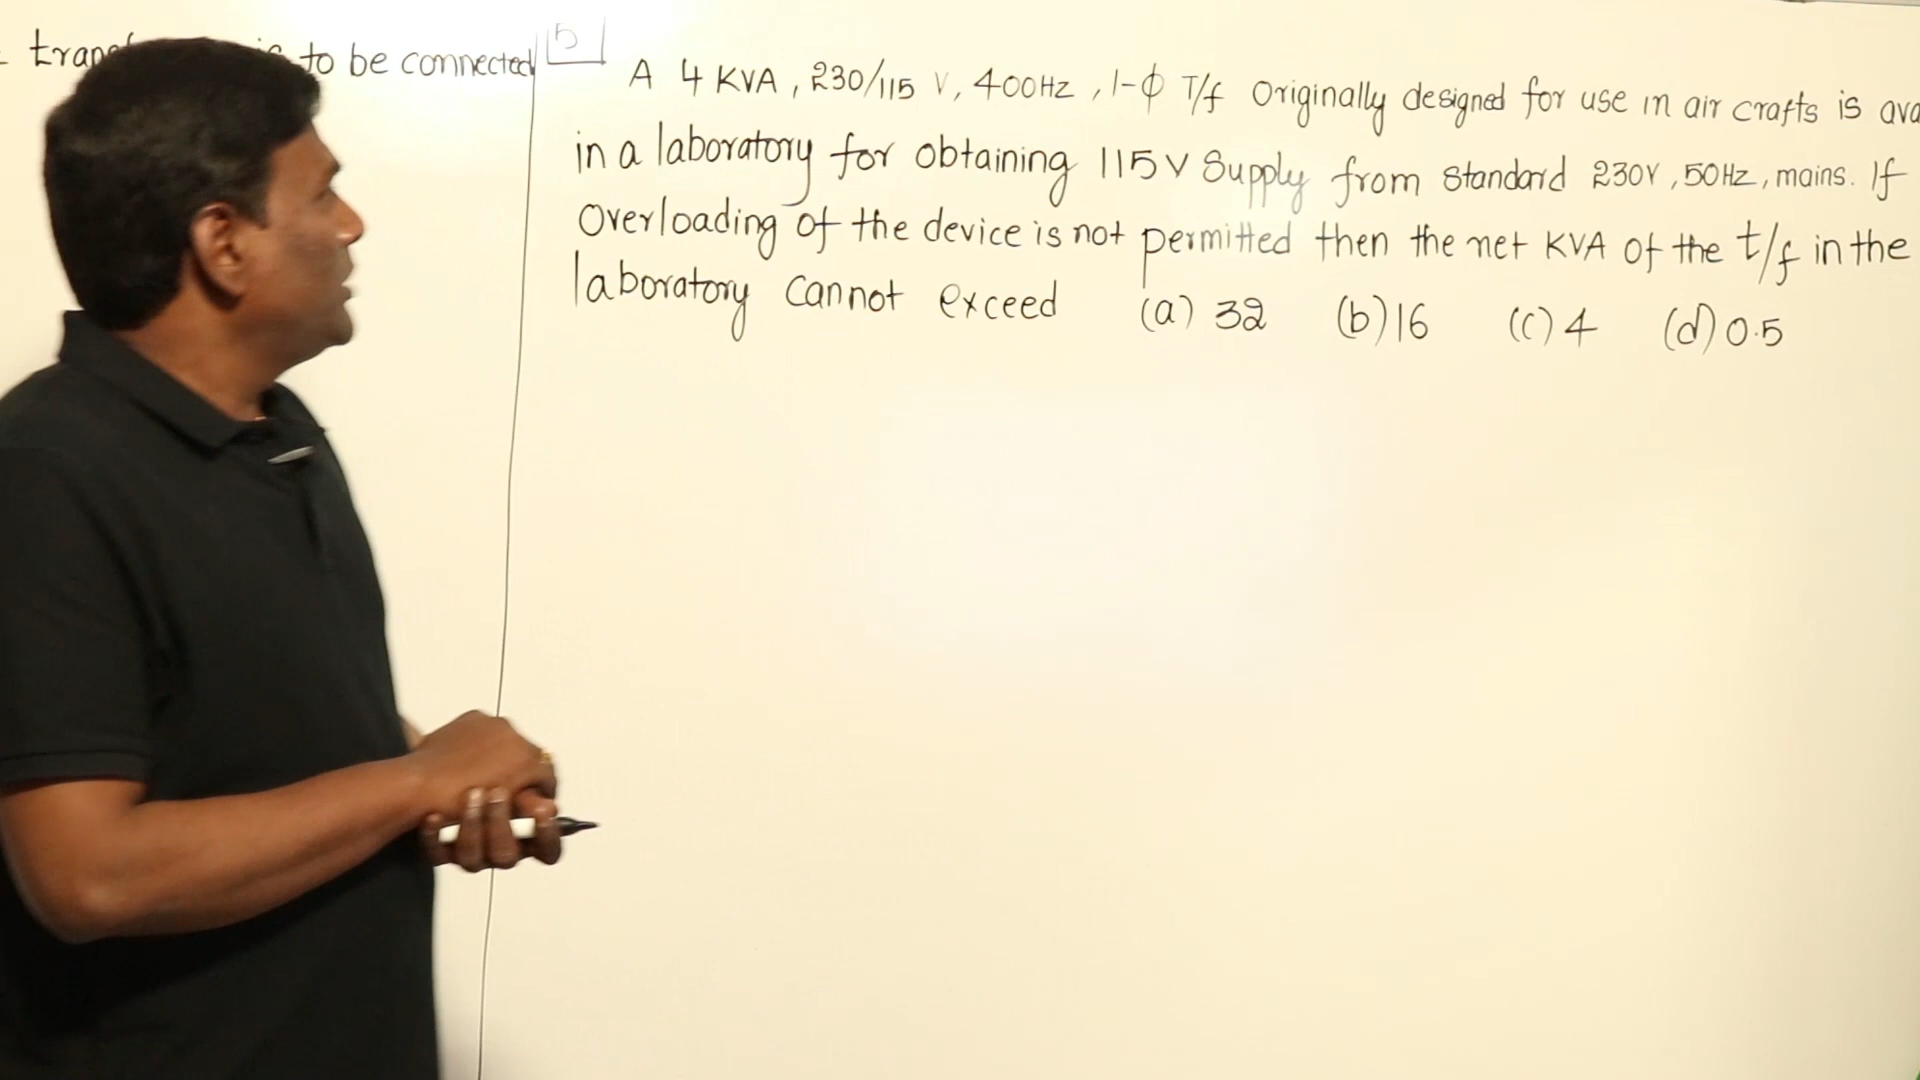 to be connected
5
A 4 KVA, 230/115 V, 400Hz, 1-ϕ T/f Originally designed for use in air crafts is ava
in a laboratory for obtaining 115V Supply from Standard 230V, 50Hz, mains. If
Overloading of the device is not permitted then the net KVA of the t/f in the
laboratory cannot exceed (a) 32 (b) 16 (c) 4 (d) 0.5